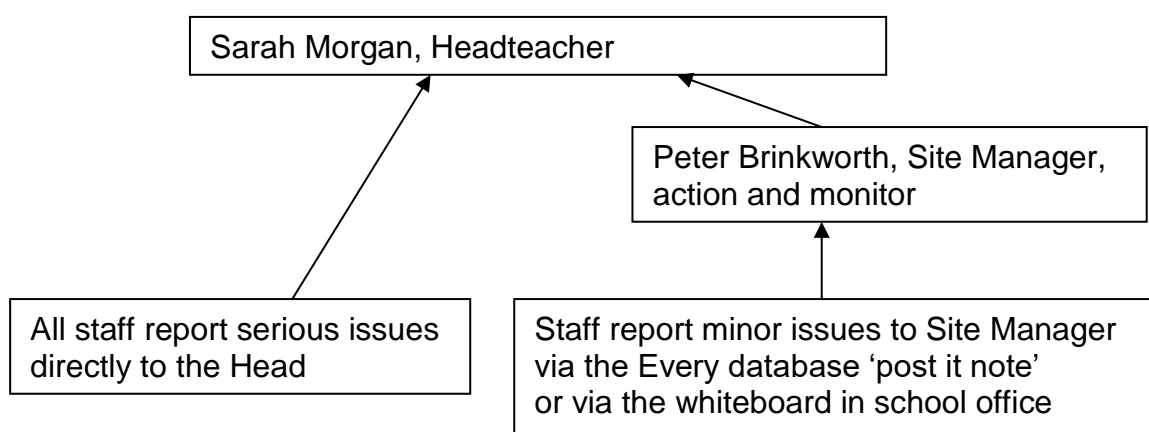 Sarah Morgan, Headteacher
Peter Brinkworth, Site Manager,
action and monitor
All staff report serious issues
directly to the Head
Staff report minor issues to Site Manager
via the Every database ‘post it note’
or via the whiteboard in school office